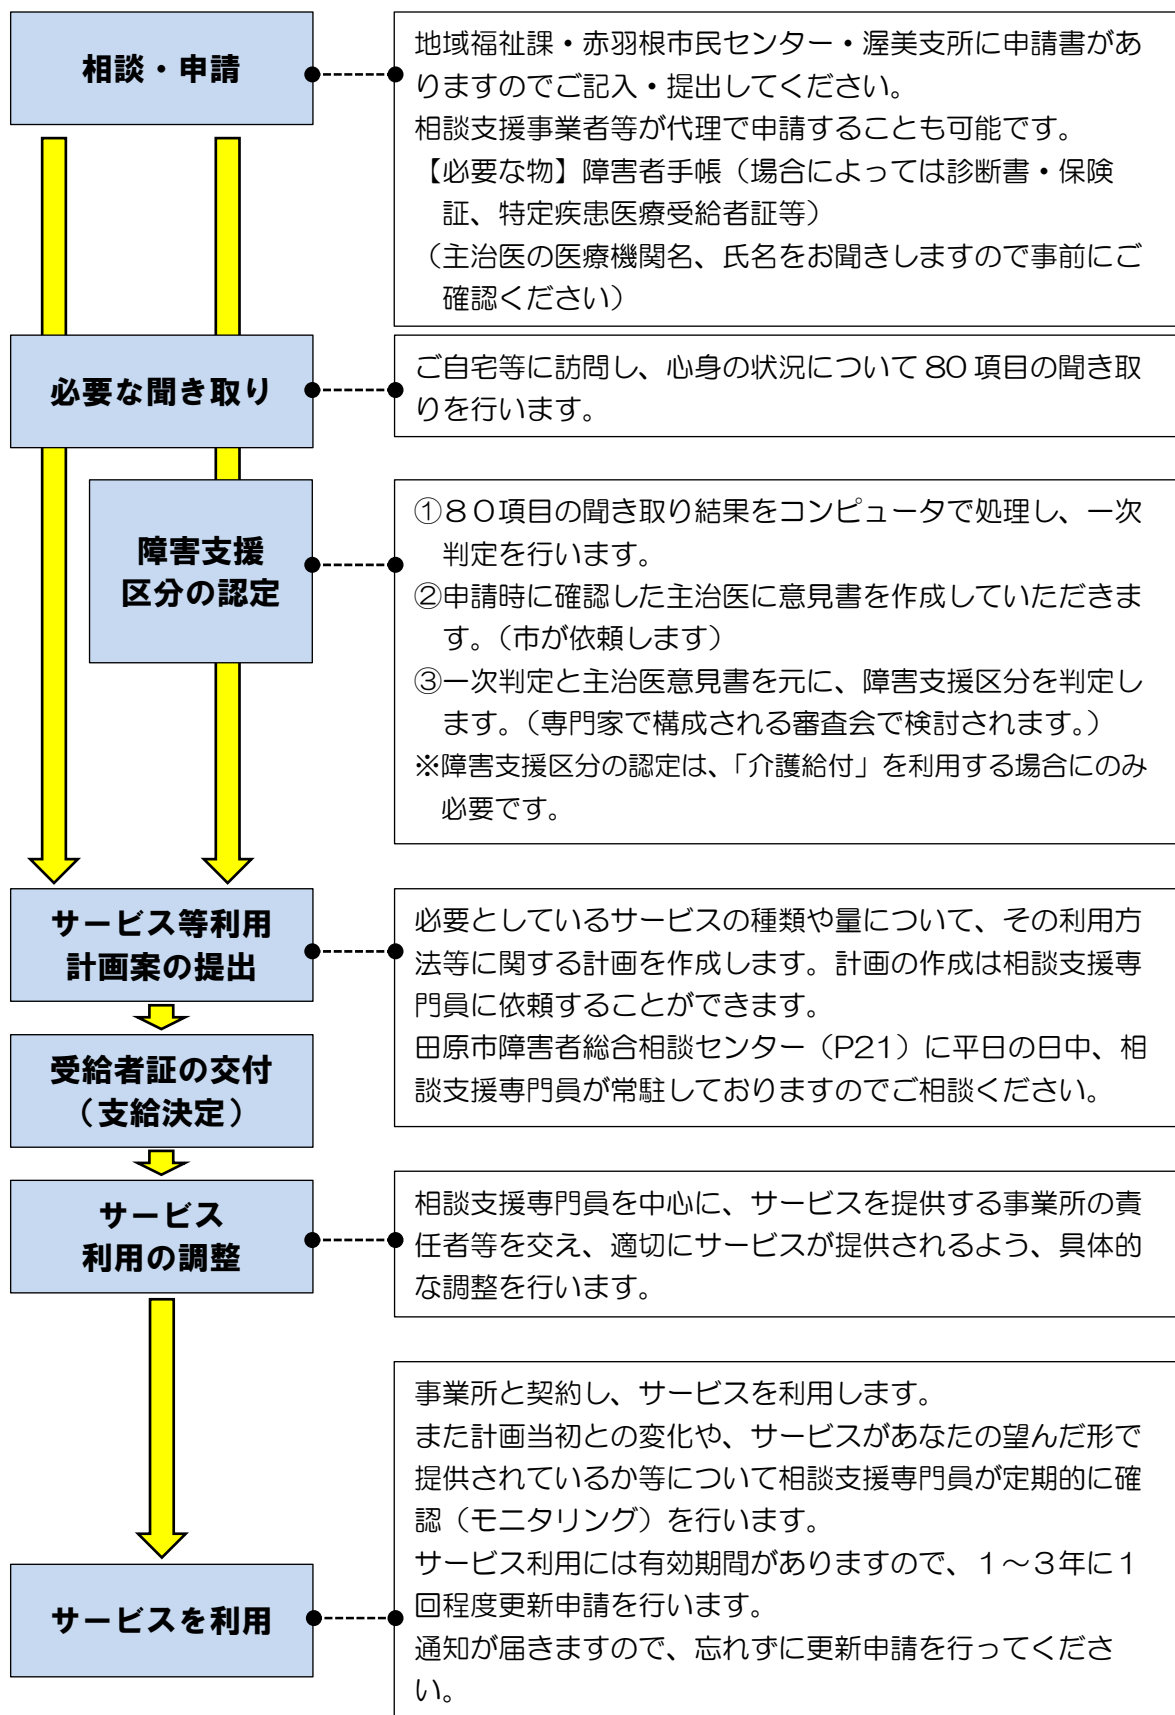 相談・申請
地域福祉課・赤羽根市民センター・渥美支所に申請書があ
りますのでご記入・提出してください。
相談支援事業者等が代理で申請することも可能です。
【必要な物】障害者手帳（場合によっては診断書・保険
証、特定疾患医療受給者証等）
（主治医の医療機関名、氏名をお聞きしますので事前にご
確認ください）
必要な聞き取り
ご自宅等に訪問し、心身の状況について 80 項目の聞き取
りを行います。
障害支援
区分の認定
①８０項目の聞き取り結果をコンピュータで処理し、一次
判定を行います。
②申請時に確認した主治医に意見書を作成していただきま
す。（市が依頼します）
③一次判定と主治医意見書を元に、障害支援区分を判定し
ます。（専門家で構成される審査会で検討されます。）
※障害支援区分の認定は、「介護給付」を利用する場合にのみ
必要です。
サービス等利用
計画案の提出
必要としているサービスの種類や量について、その利用方
法等に関する計画を作成します。計画の作成は相談支援専
門員に依頼することができます。
田原市障害者総合相談センター（P21）に平日の日中、相
談支援専門員が常駐しておりますのでご相談ください。
受給者証の交付
（支給決定）
サービス
利用の調整
相談支援専門員を中心に、サービスを提供する事業所の責
任者等を交え、適切にサービスが提供されるよう、具体的
な調整を行います。
サービスを利用
事業所と契約し、サービスを利用します。
また計画当初との変化や、サービスがあなたの望んだ形で
提供されているか等について相談支援専門員が定期的に確
認（モニタリング）を行います。
サービス利用には有効期間がありますので、１～３年に１
回程度更新申請を行います。
通知が届きますので、忘れずに更新申請を行ってくださ
い。